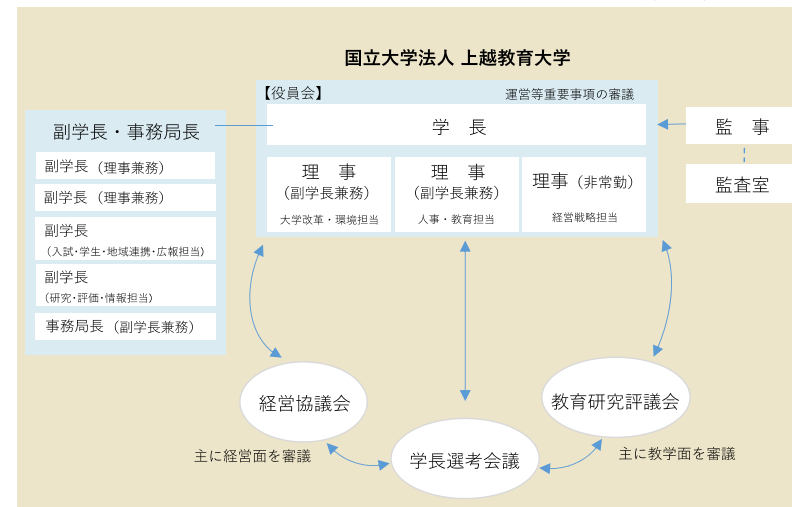 国立大学法人 上越教育大学
【役員会】
運営等重要事項の審議
学　長
理　事
（副学長兼務）
大学改革・環境担当
理　事
（副学長兼務）
人事・教育担当
理事（非常勤）
経営戦略担当
副学長・事務局長
副学長（理事兼務）
副学長（理事兼務）
副学長
（入試・学生・地域連携・広報担当）
副学長
（研究・評価・情報担当）
事務局長（副学長兼務）
監　事
監査室
経営協議会
主に経営面を審議
学長選考会議
教育研究評議会
主に教学面を審議